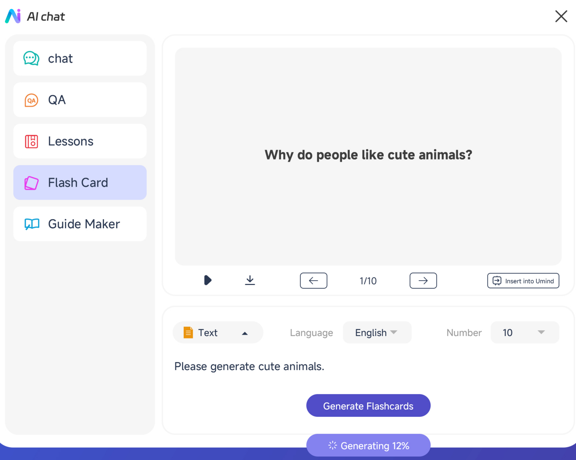 AI chat
chat
QA
QA
Lessons
Flash Card
Guide Maker
Why do people like cute animals?
1/10
Insert into Umind
Text
Language
English
Number
10
Please generate cute animals.
Generate Flashcards
Generating 12%